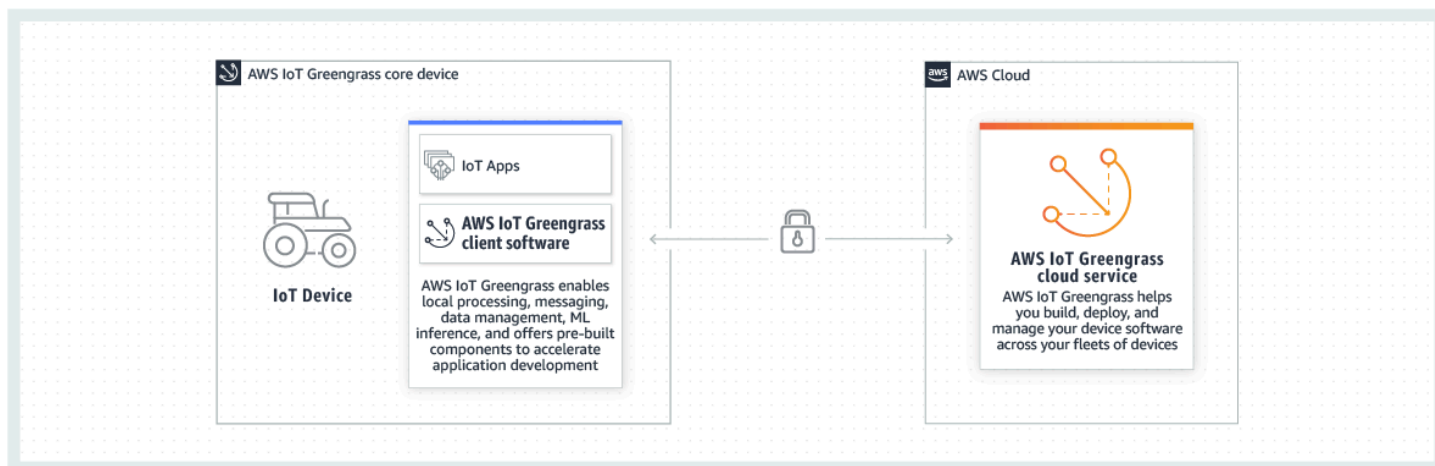 AWS IoT Greengrass core device
IoT Device
IoT Apps
AWS IoT Greengrass
client software
AWS IoT Greengrass enables
local processing, messaging,
data management, ML
inference, and offers pre-built
components to accelerate
application development
aws
AWS Cloud
AWS IoT Greengrass
cloud service
AWS IoT Greengrass helps
you build, deploy, and
manage your device software
across your fleets of devices